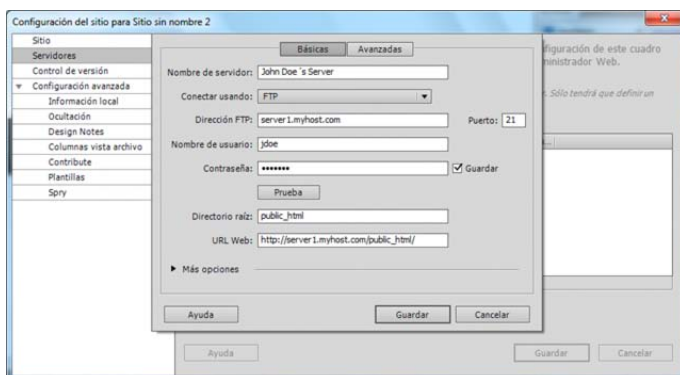 Configuración del sitio para Sitio sin nombre 2
Sitio
Servidores
Control de versión
Configuración avanzada
Información local
Ocultación
Design Notes
Columnas vista archivo
Contribute
Plantillas
Spry
Básicas
Avanzadas
Nombre de servidor: John Doe ´s Server
Conectar usando: FTP
Dirección FTP: server1.myhost.com
Puerto: 21
Nombre de usuario: jdoe
Contraseña: •••••••
Guardar
Prueba
Directorio raíz: public_html
URL Web: http://server1.myhost.com/public_html/
Más opciones
Ayuda
Guardar
Cancelar
figuración de este cuadro
ministrador Web.
Sólo tendrá que definir un
Ayuda
Guardar
Cancelar